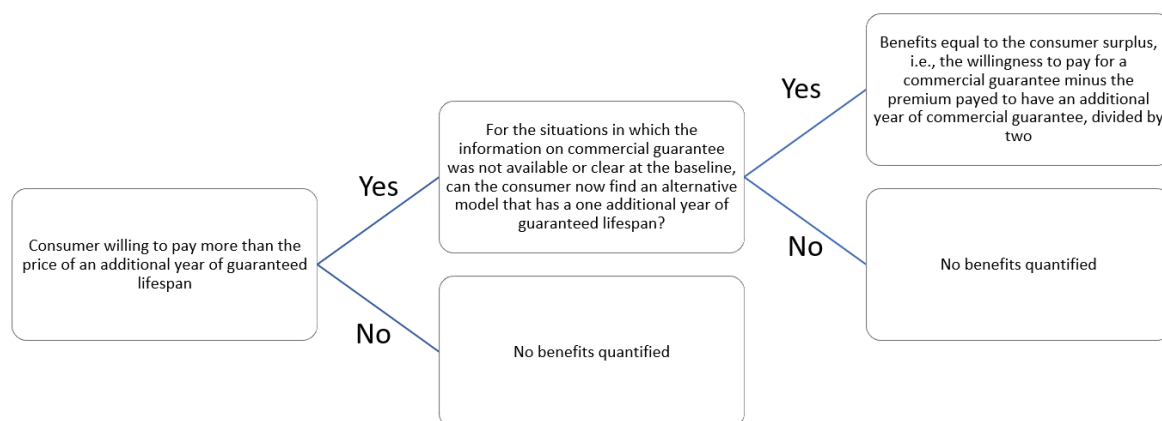 Consumer willing to pay more than the
price of an additional year of guaranteed
lifespan
Yes
No
For the situations in which the
information on commercial guarantee
was not available or clear at the baseline,
can the consumer now find an alternative
model that has a one additional year of
guaranteed lifespan?
No benefits quantified
Yes
No
Benefits equal to the consumer surplus,
i.e., the willingness to pay for a
commercial guarantee minus the
premium payed to have an additional
year of commercial guarantee, divided by
two
No benefits quantified